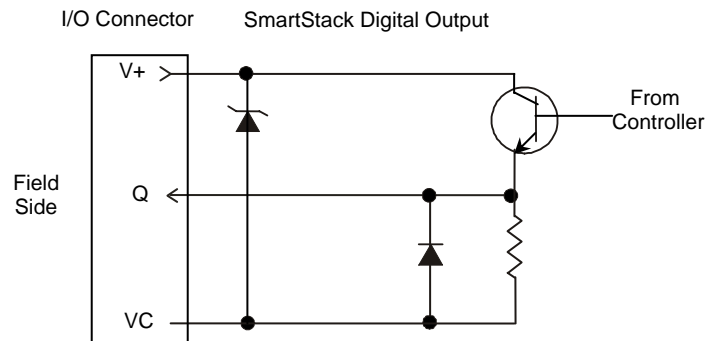 I/O Connector SmartStack Digital Output
V+
From
Controller
Field
Side
Q
VC